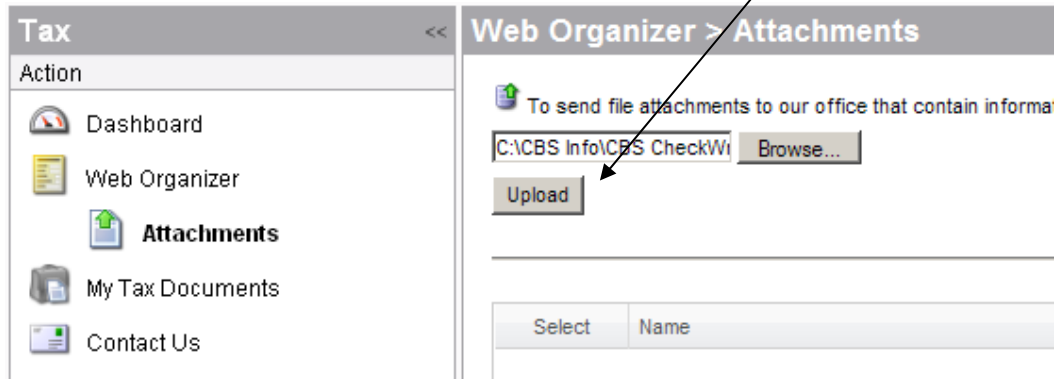 Tax <<
Action
Dashboard
Web Organizer
Attachments
My Tax Documents
Contact Us
Web Organizer > Attachments
To send file attachments to our office that contain informat
C:\CBS Info\CBS CheckWr
Browse...
Upload
Select Name